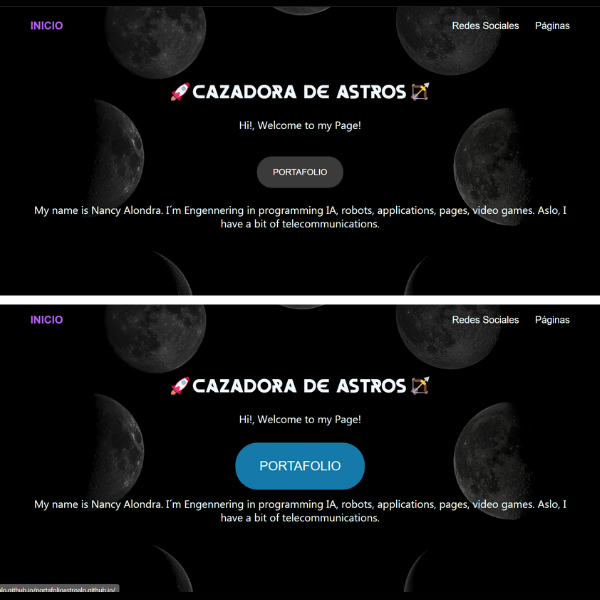 INICIO Redes Sociales Páginas
CAZADORA DE ASTROS
Hi!, Welcome to my Page!
PORTAFOLIO
My name is Nancy Alondra. I´m Engennering in programming IA, robots, applications, pages, video games. Aslo, I
have a bit of telecommunications.
INICIO Redes Sociales Páginas
CAZADORA DE ASTROS
Hi!, Welcome to my Page!
PORTAFOLIO
My name is Nancy Alondra. I´m Engennering in programming IA, robots, applications, pages, video games. Aslo, I
have a bit of telecommunications.